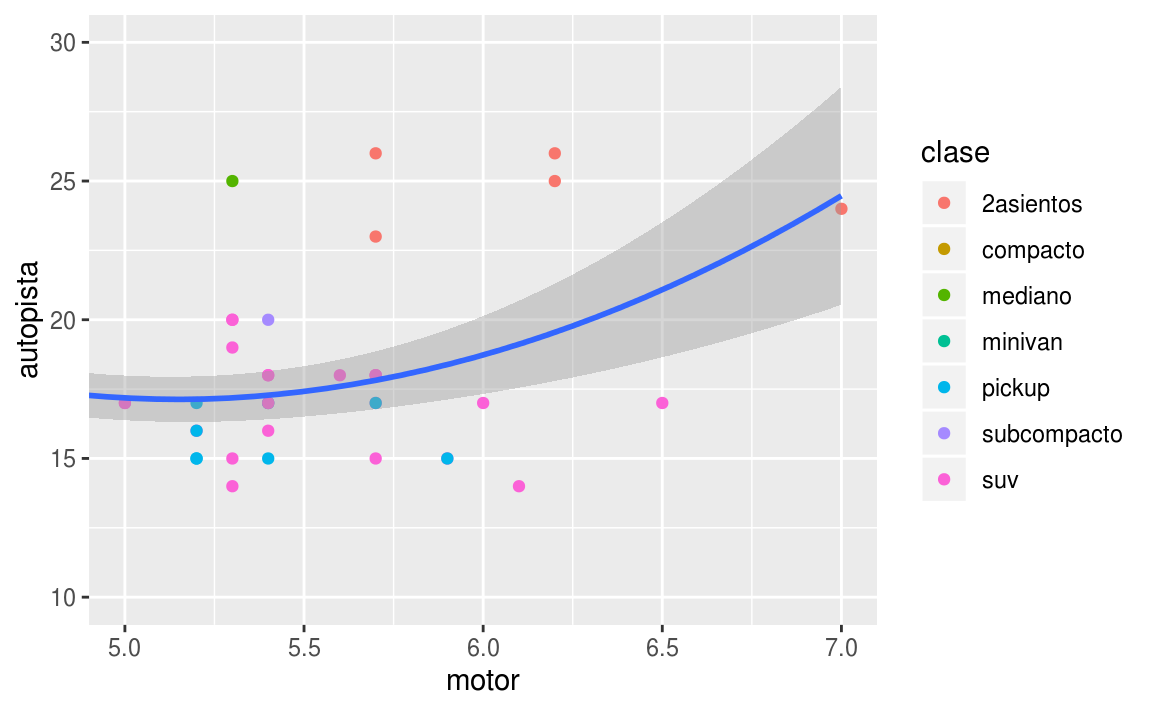 30
25
20
15
10
autopista
5.0
5.5
6.0
6.5
7.0
motor
clase
2asientos
compacto
mediano
minivan
pickup
subcompacto
suv